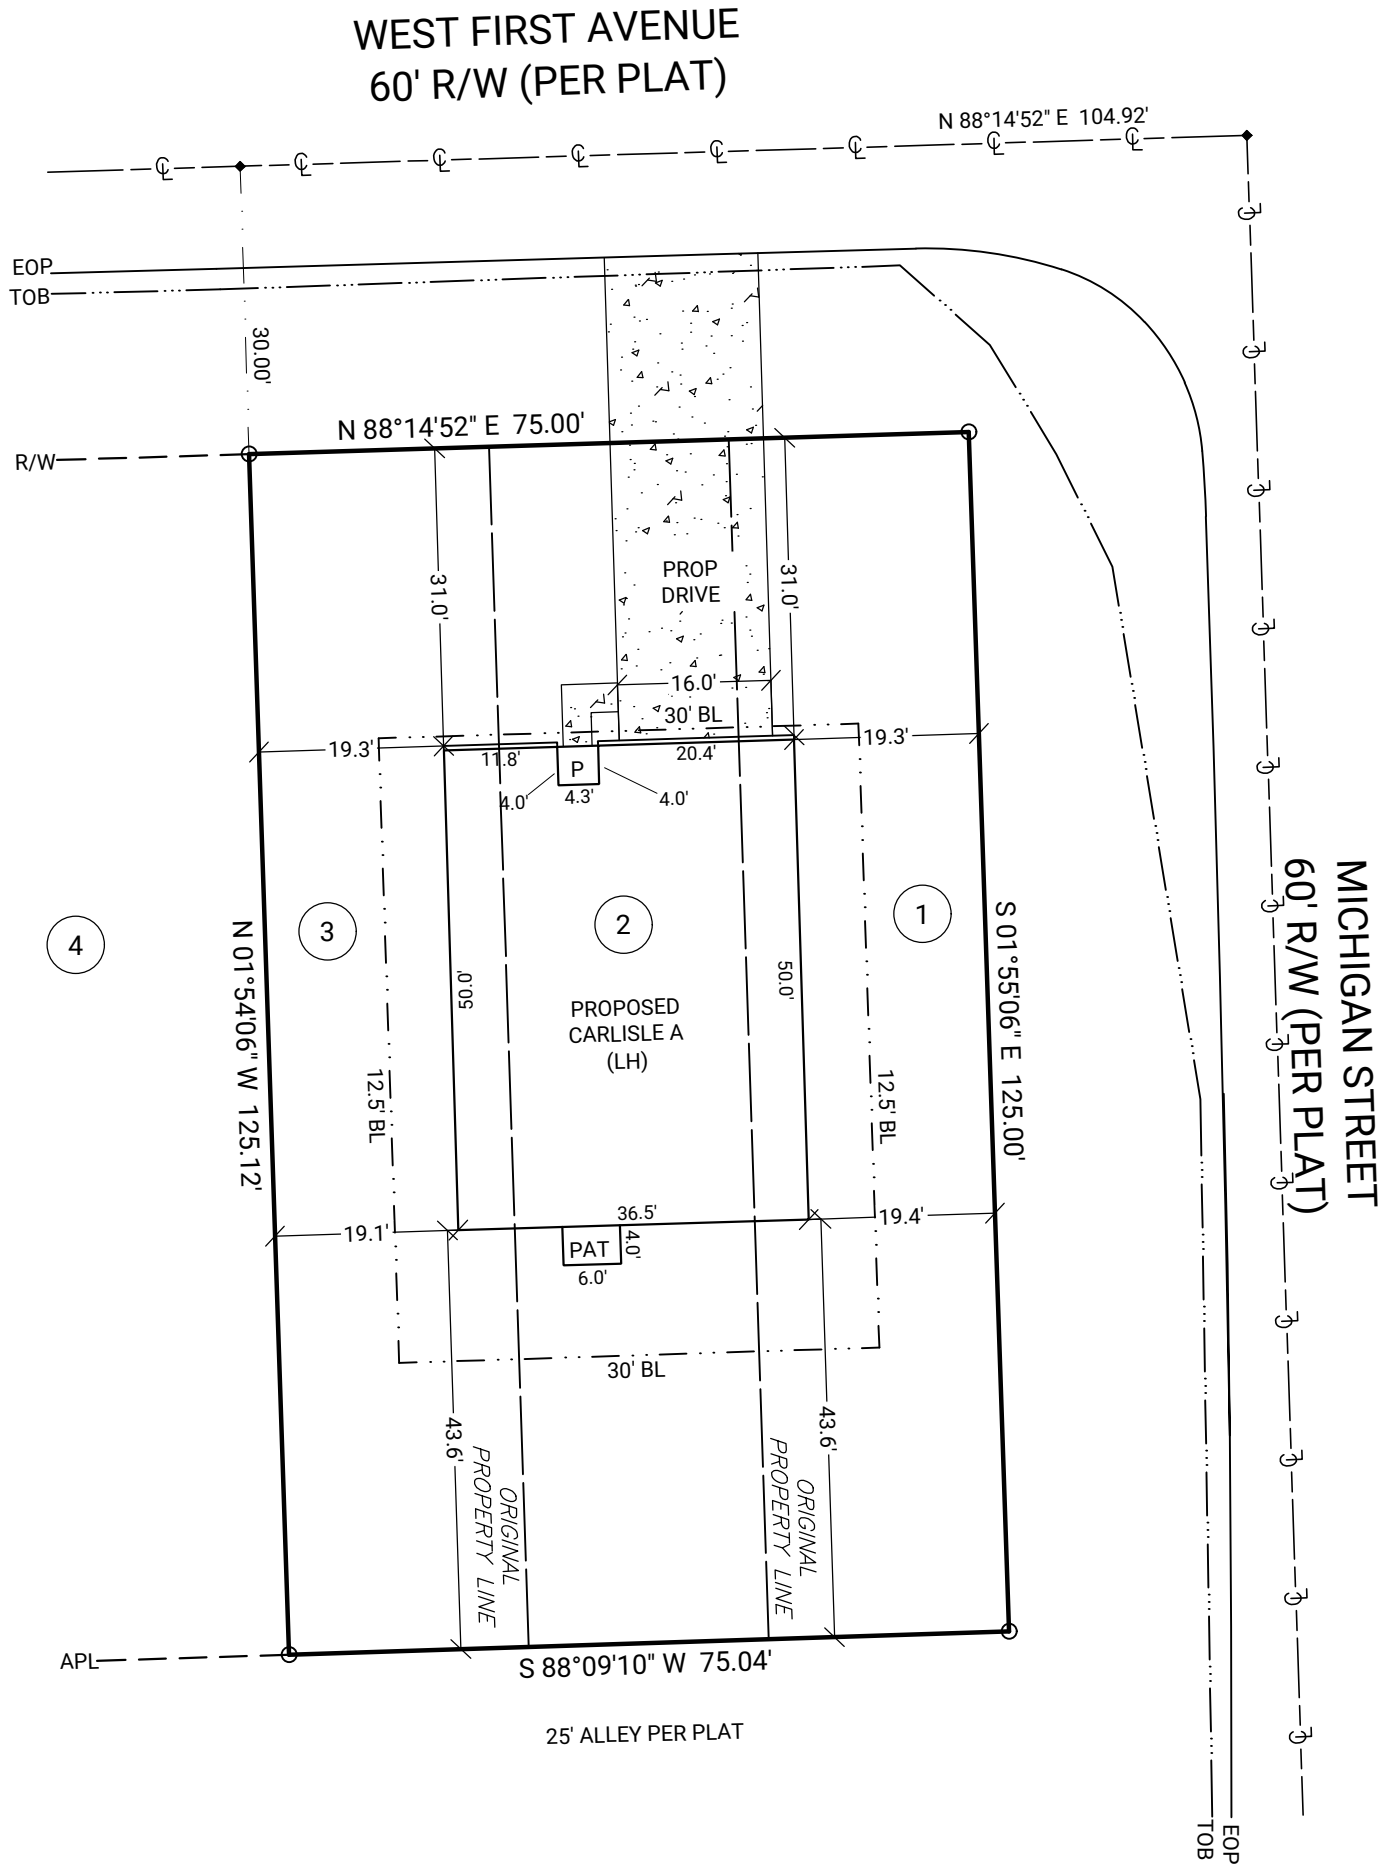 WEST FIRST AVENUE
60' R/W (PER PLAT)
N 88°14'52" E 104.92'
EOP
TOB
30.00'
N 88°14'52" E 75.00'
R/W
31.0'
PROP
DRIVE
31.0'
16.0'
30' BL
19.3'
11.8'
20.4'
19.3'
P
4.0'
4.3'
4.0'
4
3
2
1
N 01°54'06" W 125.12'
50.0'
PROPOSED
CARLISLE A
(LH)
50.0'
S 01°55'06" E 125.00'
MICHIGAN STREET
60' R/W (PER PLAT)
12.5' BL
12.5' BL
36.5'
19.1'
19.4'
PAT
4.0'
6.0'
30' BL
43.6'
43.6'
ORIGINAL
PROPERTY LINE
ORIGINAL
PROPERTY LINE
APL
S 88°09'10" W 75.04'
25' ALLEY PER PLAT
TOB
EOP